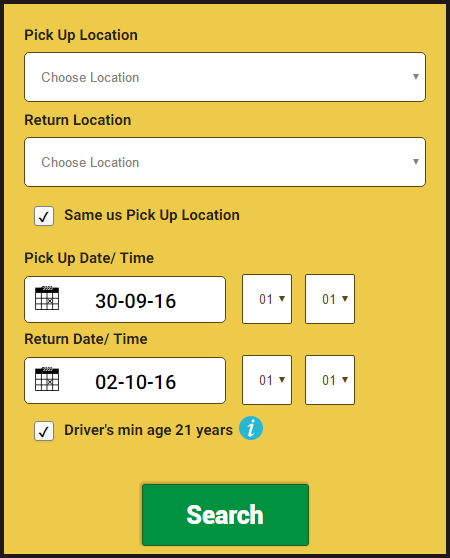 Pick Up Location
Choose Location
Return Location
Choose Location
Same us Pick Up Location
Pick Up Date/ Time
30-09-16 01 01
Return Date/ Time
02-10-16 01 01
Driver's min age 21 years i
Search